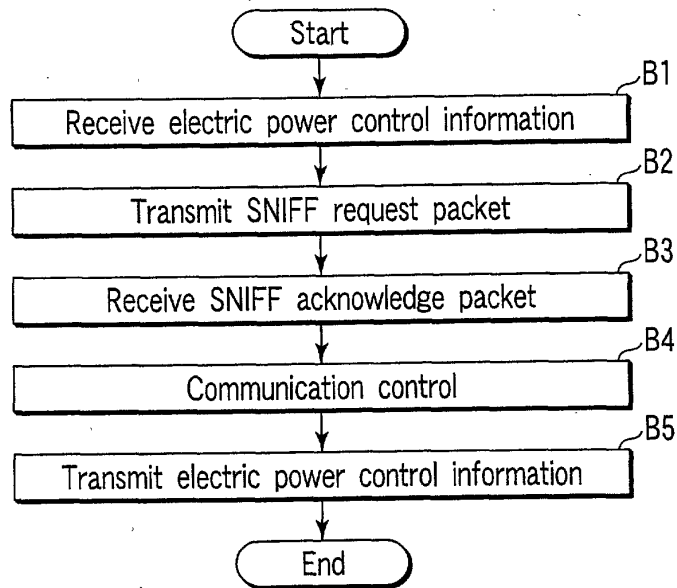 Start
B1
Receive electric power control information
B2
Transmit SNIFF request packet
B3
Receive SNIFF acknowledge packet
B4
Communication control
B5
Transmit electric power control information
End